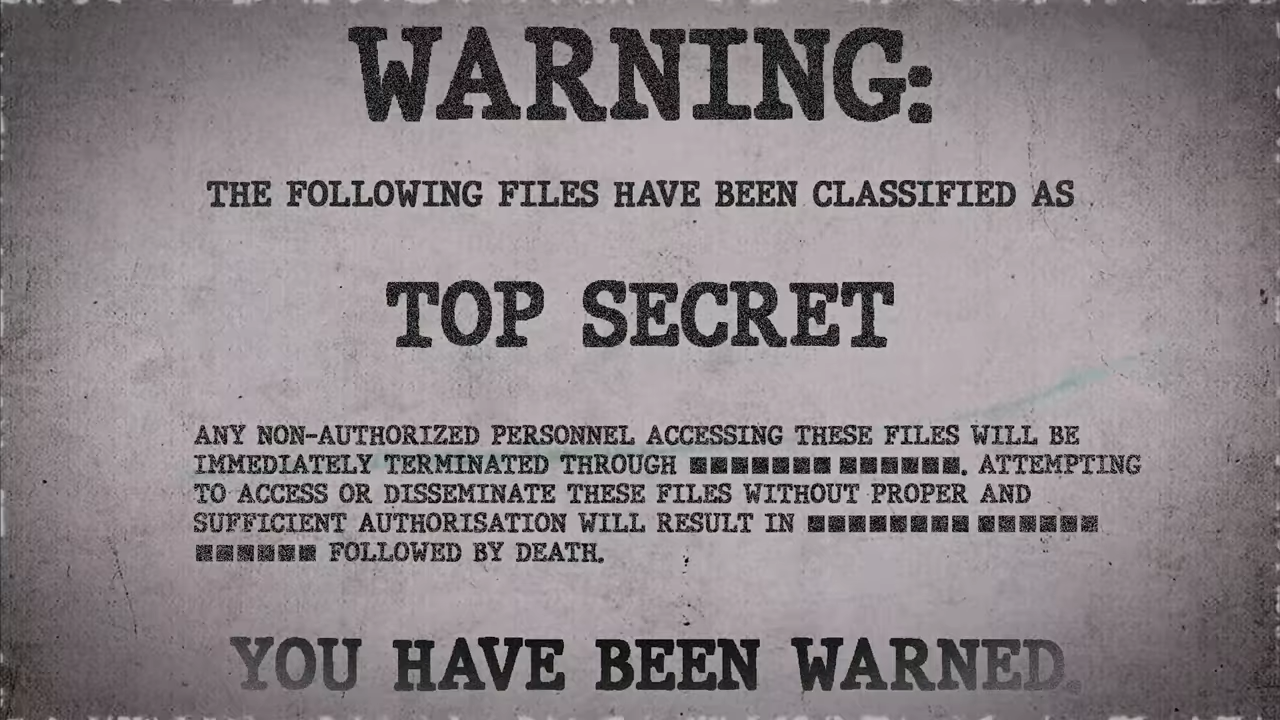 WARNING:
THE FOLLOWING FILES HAVE BEEN CLASSIFIED AS
TOP SECRET
ANY NON-AUTHORIZED PERSONNEL ACCESSING THESE FILES WILL BE
IMMEDIATELY TERMINATED THROUGH ■■■■■■■ ■■■■■■. ATTEMPTING
TO ACCESS OR DISSEMINATE THESE FILES WITHOUT PROPER AND
SUFFICIENT AUTHORISATION WILL RESULT IN ■■■■■■■■ ■■■■■■
■■■■■■ FOLLOWED BY DEATH.
YOU HAVE BEEN WARNED.